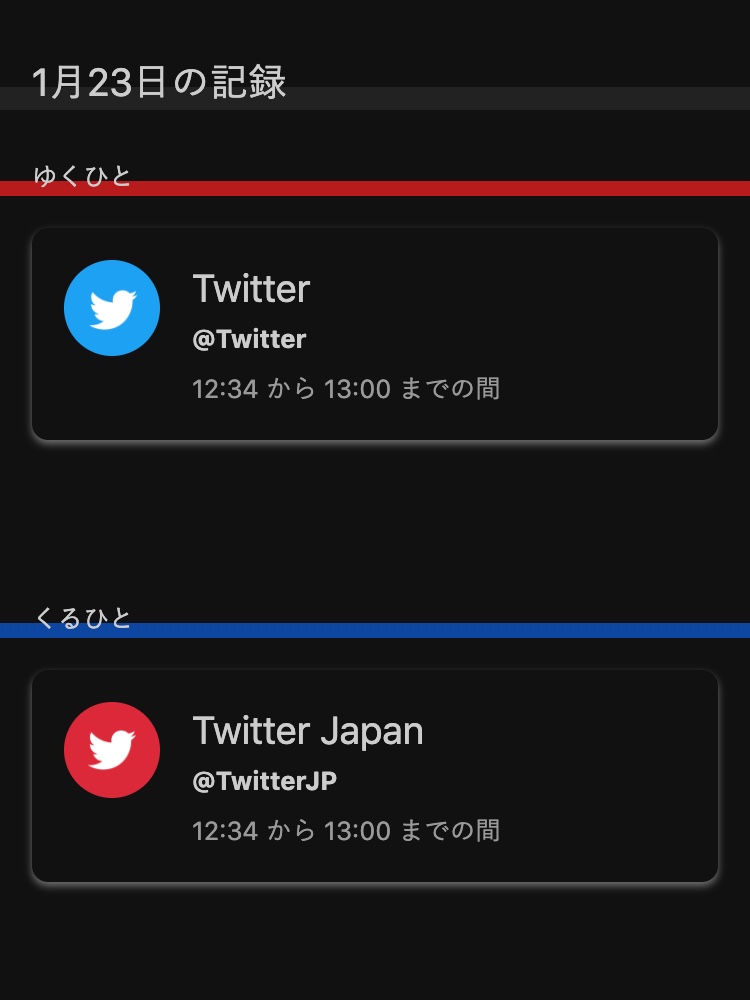 1月23日の記録
ゆくひと
Twitter
@Twitter
12:34 から 13:00 までの間
くるひと
Twitter Japan
@TwitterJP
12:34 から 13:00 までの間